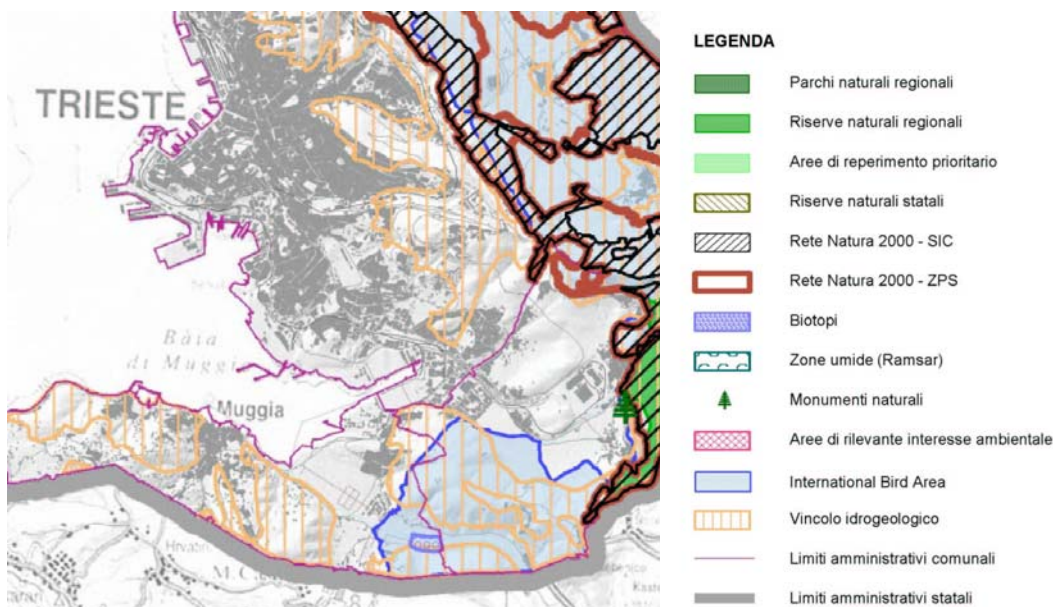 TRIESTE
Bàia
di Muggi
Muggia
LEGENDA
Parchi naturali regionali
Riserve naturali regionali
Aree di reperimento prioritario
Riserve naturali statali
Rete Natura 2000 - SIC
Rete Natura 2000 - ZPS
Biotopi
Zone umide (Ramsar)
Monumenti naturali
Aree di rilevante interesse ambientale
International Bird Area
Vincolo idrogeologico
Limiti amministrativi comunali
Limiti amministrativi statali